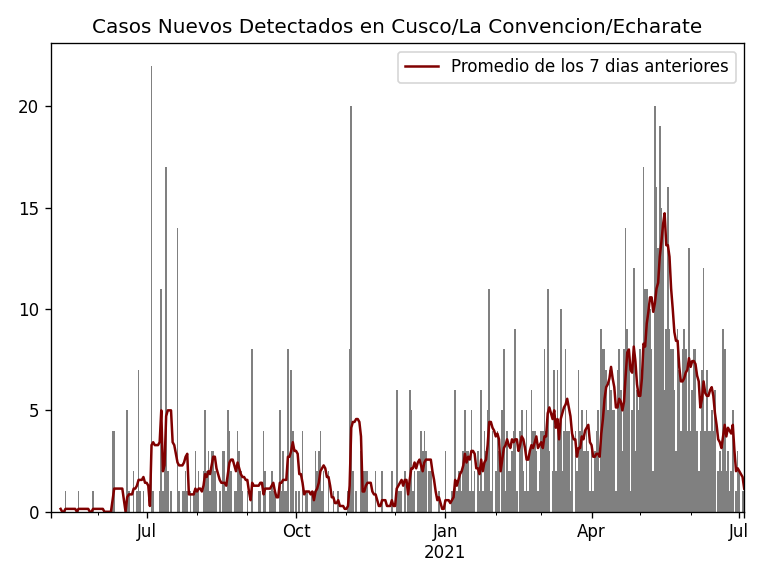 Casos Nuevos Detectados en Cusco/La Convencion/Echarate
Promedio de los 7 dias anteriores
20
15
10
5
0
Jul
Oct
Jan
2021
Apr
Jul